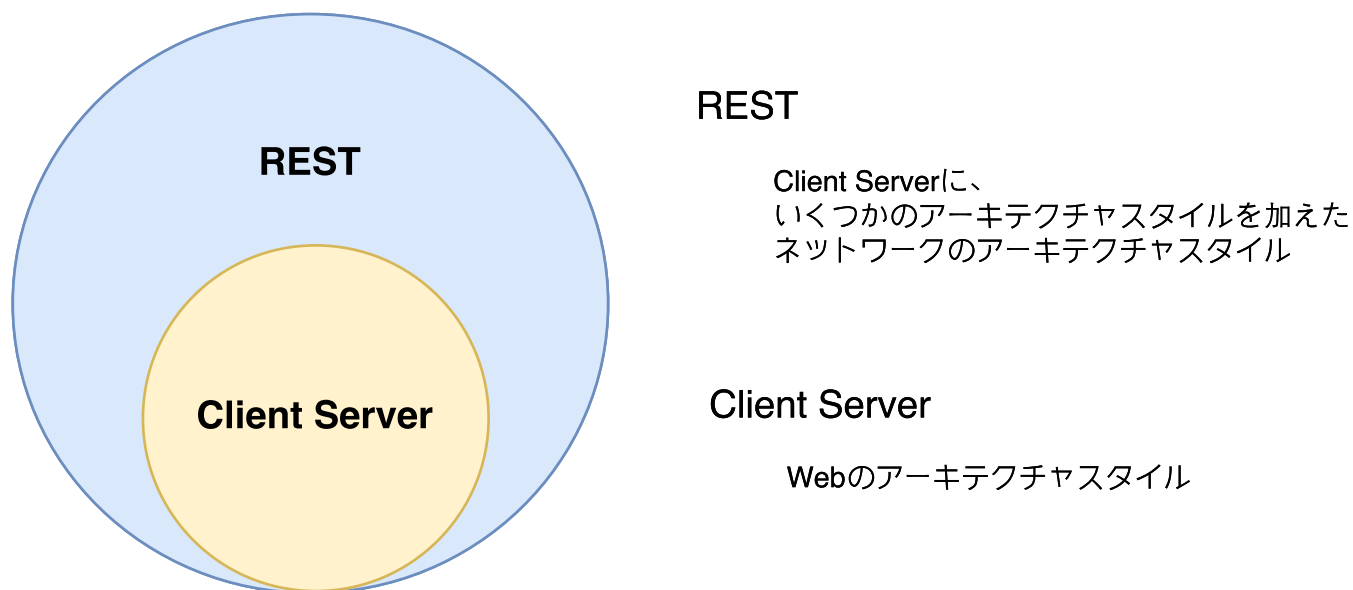 REST
Client Server
REST
Client Serverに、
いくつかのアーキテクチャスタイルを加えた
ネットワークのアーキテクチャスタイル
Client Server
Webのアーキテクチャスタイル